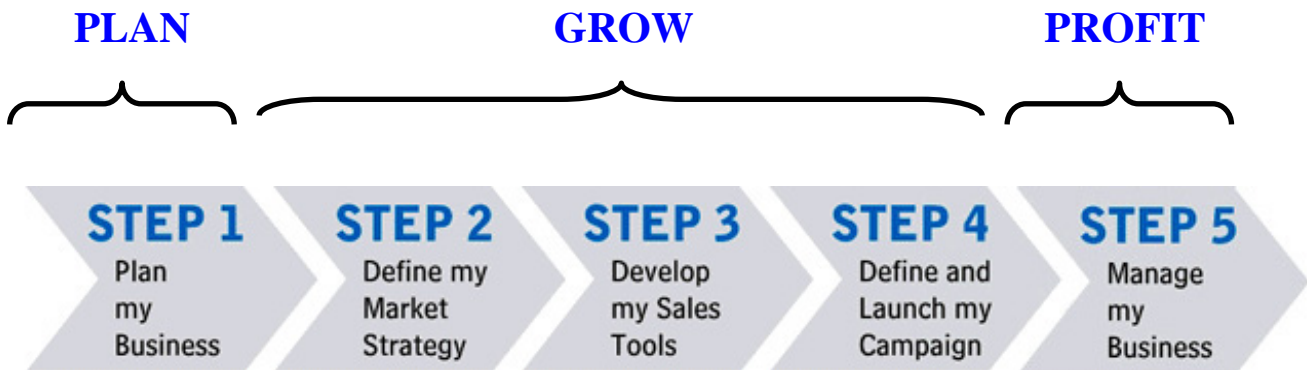 PLAN GROW PROFIT
STEP 1
Plan
my
Business
STEP 2
Define my
Market
Strategy
STEP 3
Develop
my Sales
Tools
STEP 4
Define and
Launch my
Campaign
STEP 5
Manage
my
Business